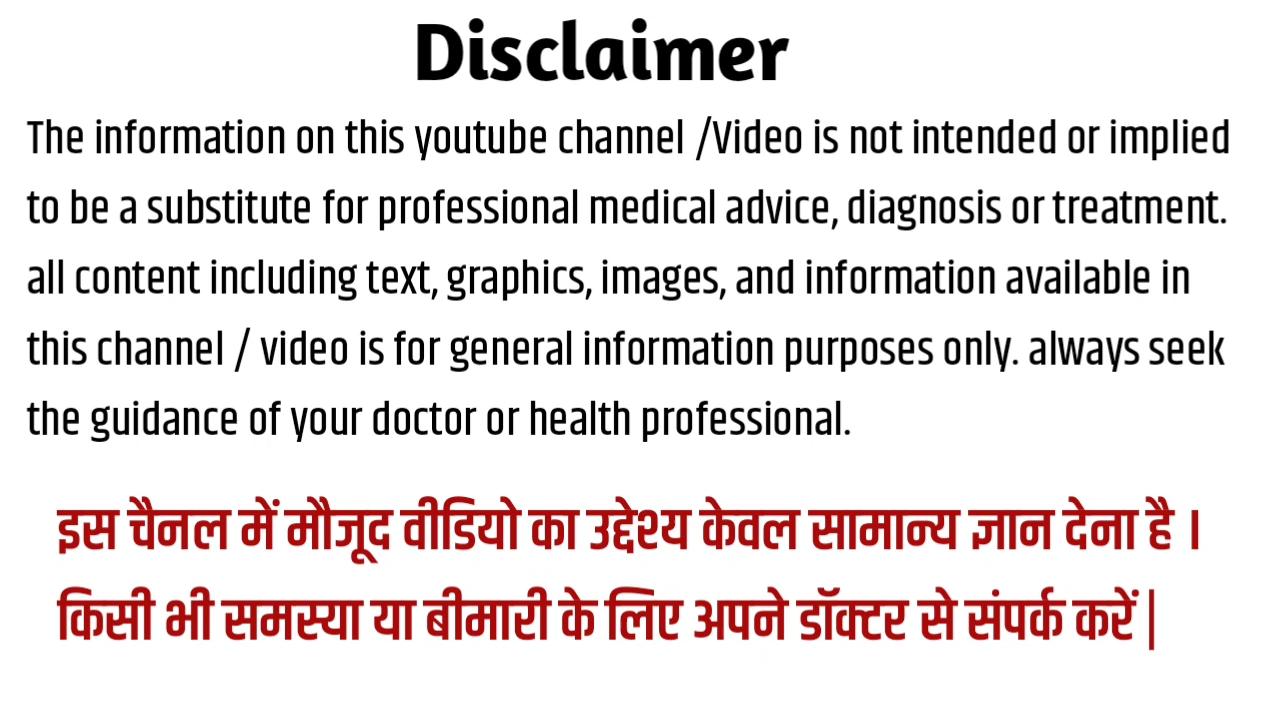 Disclaimer
The information on this youtube channel /Video is not intended or implied
to be a substitute for professional medical advice, diagnosis or treatment.
all content including text, graphics, images, and information available in
this channel / video is for general information purposes only. always seek
the guidance of your doctor or health professional.
इस चैनल में मौजूद वीडियो का उद्देश्य केवल सामान्य ज्ञान देना है ।
किसी भी समस्या या बीमारी के लिए अपने डॉक्टर से संपर्क करें|